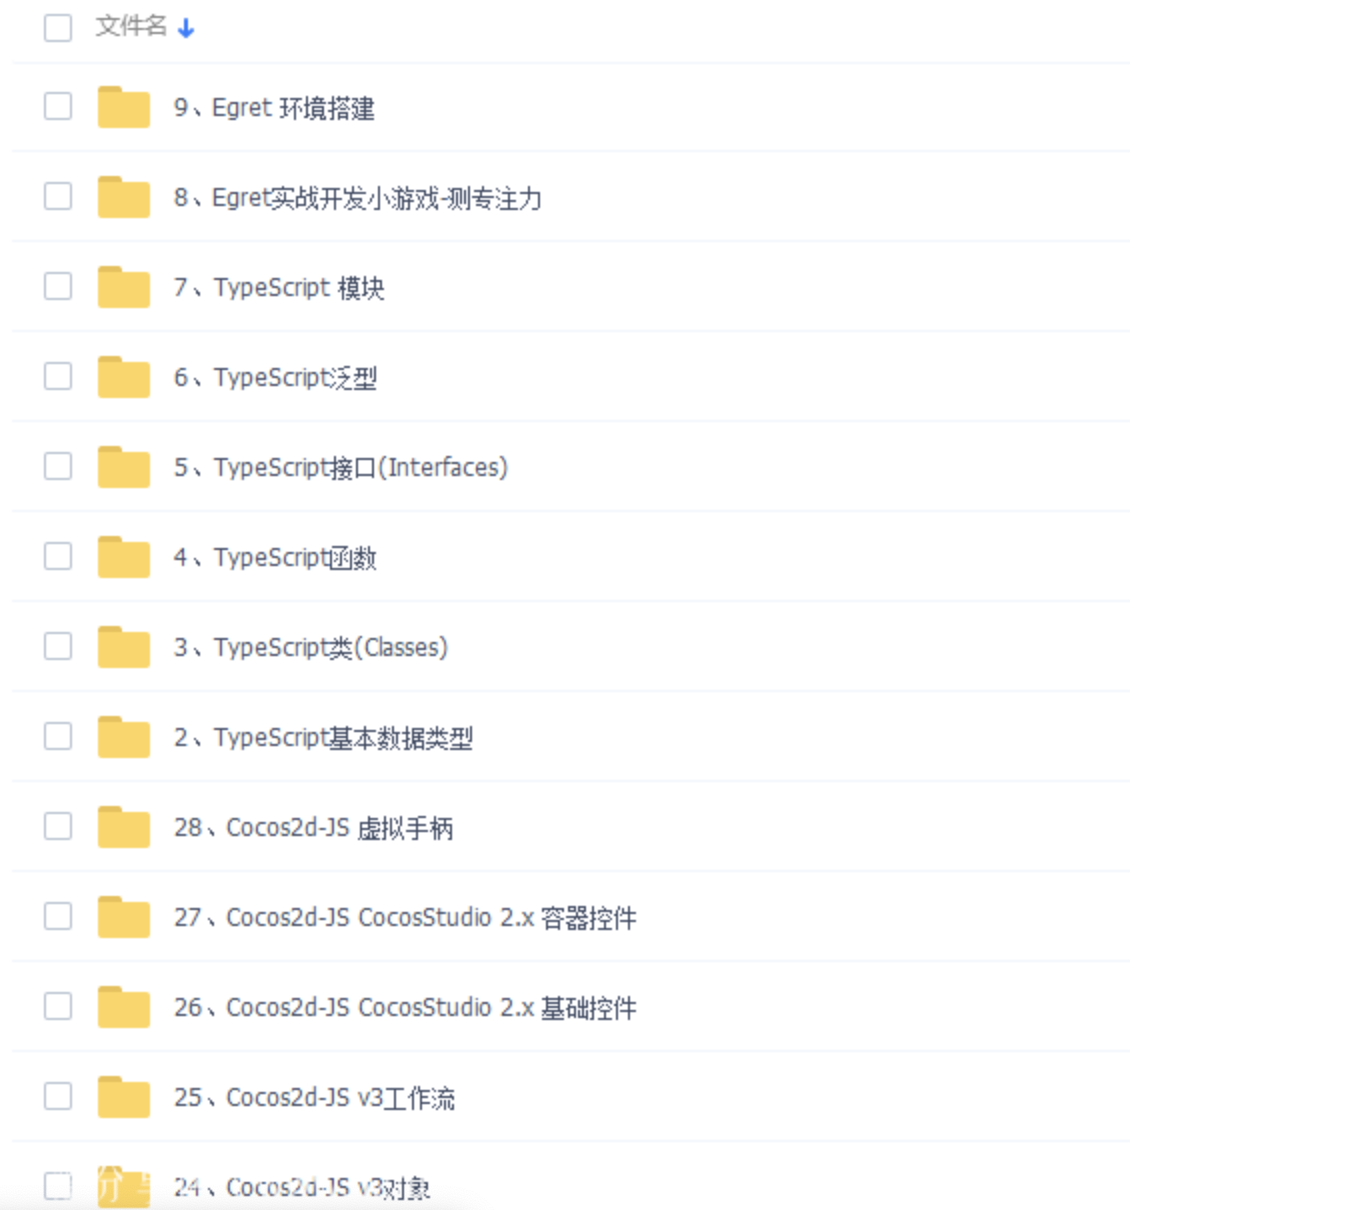 文件名
9、Egret 环境搭建
8、Egret实战开发小游戏-测专注力
7、TypeScript 模块
6、TypeScript泛型
5、TypeScript接口(Interfaces)
4、TypeScript函数
3、TypeScript类(Classes)
2、TypeScript基本数据类型
28、Cocos2d-JS 虚拟手柄
27、Cocos2d-JS CocosStudio 2.x 容器控件
26、Cocos2d-JS CocosStudio 2.x 基础控件
25、Cocos2d-JS v3工作流
24、Cocos2d-JS v3对象